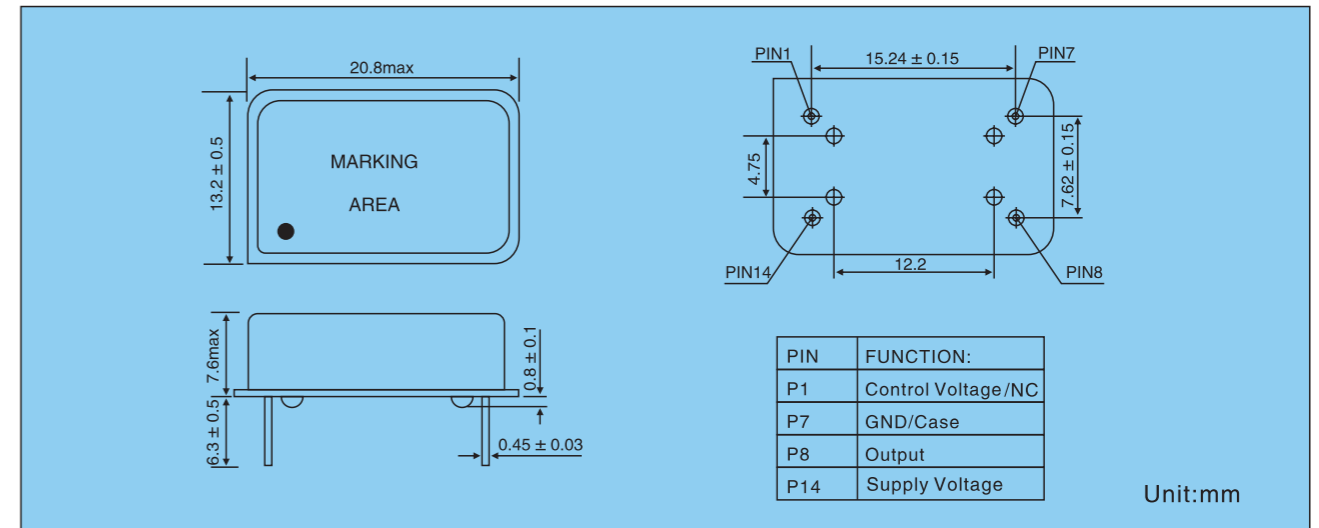 20.8max
13.2 ± 0.5
MARKING
AREA
7.6max
0.8 ± 0.1
6.3 ± 0.5
0.45 ± 0.03
PIN1
15.24 ± 0.15
PIN7
4.75
7.62 ± 0.15
PIN14
12.2
PIN8
PIN FUNCTION:
P1 Control Voltage/NC
P7 GND/Case
P8 Output
P14 Supply Voltage
Unit:mm